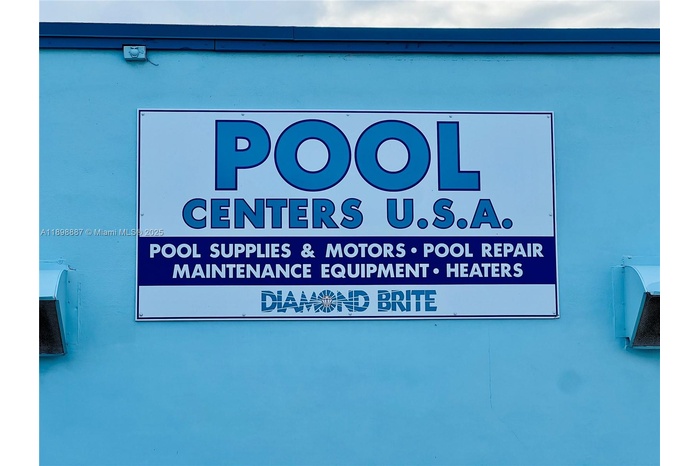 POOL
CENTERS U.S.A.
POOL SUPPLIES & MOTORS • POOL REPAIR
MAINTENANCE EQUIPMENT • HEATERS
DIAMOND BRITE
A11898887 © Miami MLS ® 2025